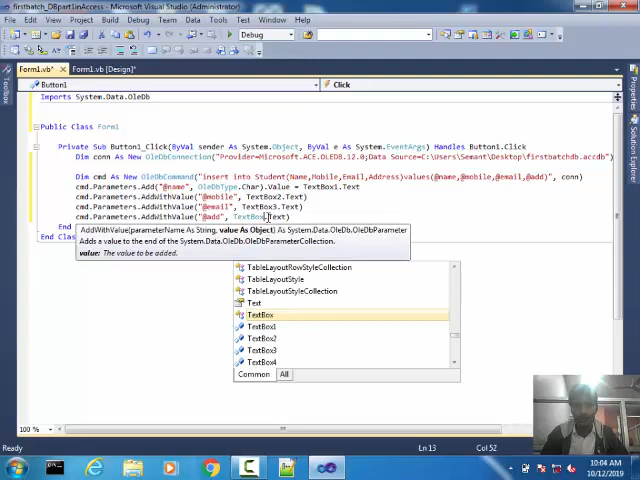 firstbatch_DBpart1inAccess - Microsoft Visual Studio (Administrator)
File Edit View Project Build Debug Team Data Tools Test Window Help
Debug
Form1.vb* Form1.vb [Design]*
Button1 Click
Toolbox
Properties
Imports System.Data.OleDb
Public Class Form1
Private Sub Button1_Click(ByVal sender As System.Object, ByVal e As System.EventArgs) Handles Button1.Click
Dim conn As New OleDbConnection("Provider=Microsoft.ACE.OLEDB.12.0;Data Source=C:\Users\Semant\Desktop\firstbatchdb.accdb")
Dim cmd As New OleDbCommand("insert into Student(Name,Mobile,Email,Address)values(@name,@mobile,@email,@add)", conn)
cmd.Parameters.Add("@name", OleDbType.Char).Value = TextBox1.Text
cmd.Parameters.AddWithValue("@mobile", TextBox2.Text)
cmd.Parameters.AddWithValue("@email", TextBox3.Text)
cmd.Parameters.AddWithValue("@add", TextBox.Text)
End
End Clas
AddWithValue(parameterName As String, value As Object) As System.Data.OleDb.OleDbParameter
Adds a value to the end of the System.Data.OleDb.OleDbParameterCollection.
value: The value to be added.
TableLayoutRowStyleCollection
TableLayoutStyle
TableLayoutStyleCollection
Text
TextBox
TextBox1
TextBox2
TextBox3
TextBox4
Common All
100 %
Ready Ln 13 Col 52
10:04 AM
10/12/2019